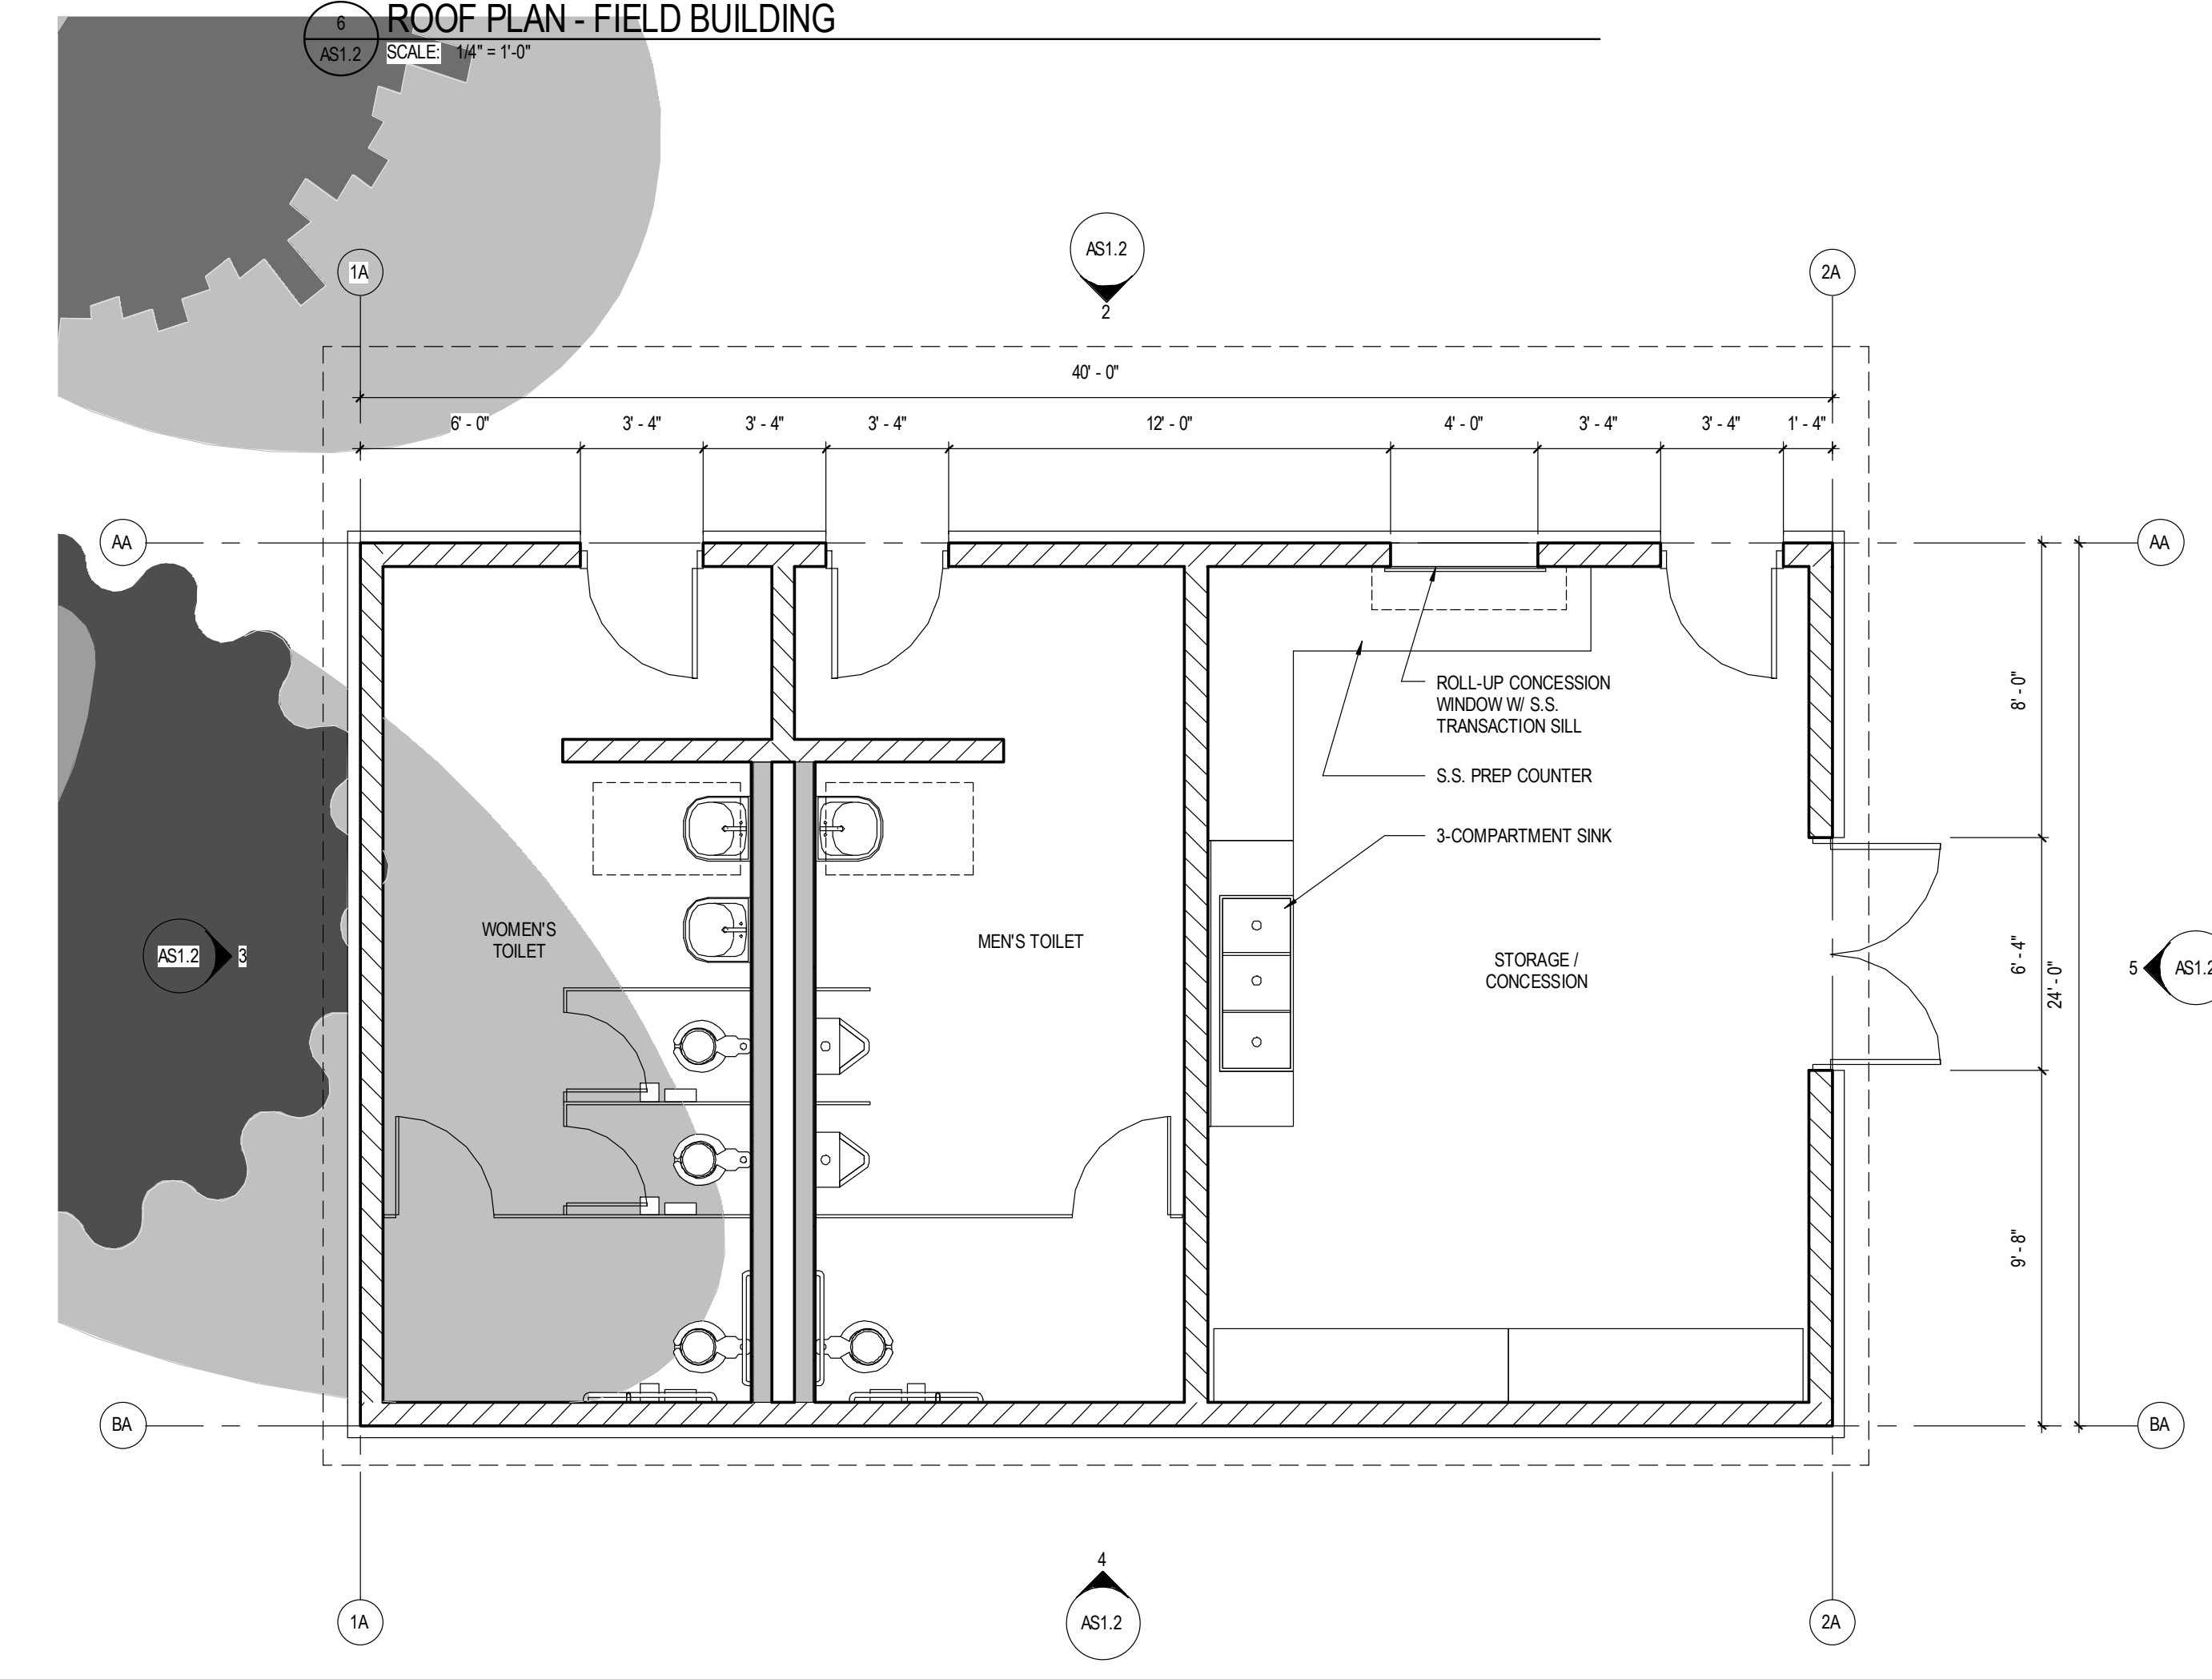 6
AS1.2
ROOF PLAN - FIELD BUILDING
SCALE: 1/4" = 1'-0"
AS1.2
2
1A
2A
40' - 0"
6' - 0"
3' - 4"
3' - 4"
3' - 4"
12' - 0"
4' - 0"
3' - 4"
3' - 4"
1' - 4"
AA
AA
ROLL-UP CONCESSION
WINDOW W/ S.S.
TRANSACTION SILL
S.S. PREP COUNTER
3-COMPARTMENT SINK
8' - 0"
WOMEN'S
TOILET
MEN'S TOILET
STORAGE /
CONCESSION
AS1.2
3
6' - 4"
24' - 0"
5
AS1.2
9' - 8"
BA
BA
4
AS1.2
1A
2A